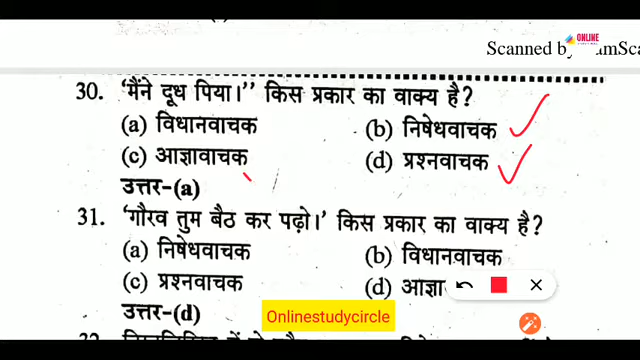 ONLINE
Scanned by CamSca
30. 'मैंने दूध पिया।'' किस प्रकार का वाक्य है?
(a) विधानवाचक (b) निषेधवाचक
(c) आज्ञावाचक (d) प्रश्नवाचक
उत्तर-(a)
31. 'गौरव तुम बैठ कर पढ़ो।' किस प्रकार का वाक्य है?
(a) निषेधवाचक (b) विधानवाचक
(c) प्रश्नवाचक (d) आज्ञा
उत्तर-(d)
Onlinestudycircle